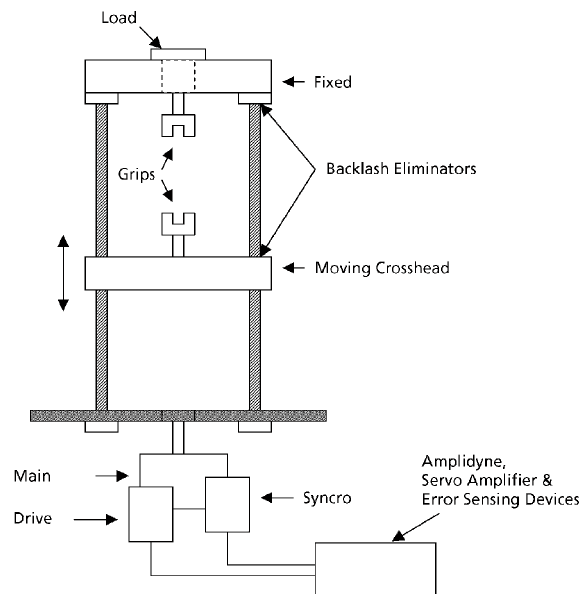 Load
Fixed
Grips
Backlash Eliminators
Moving Crosshead
Main
Drive
Syncro
Amplidyne,
Servo Amplifier &
Error Sensing Devices